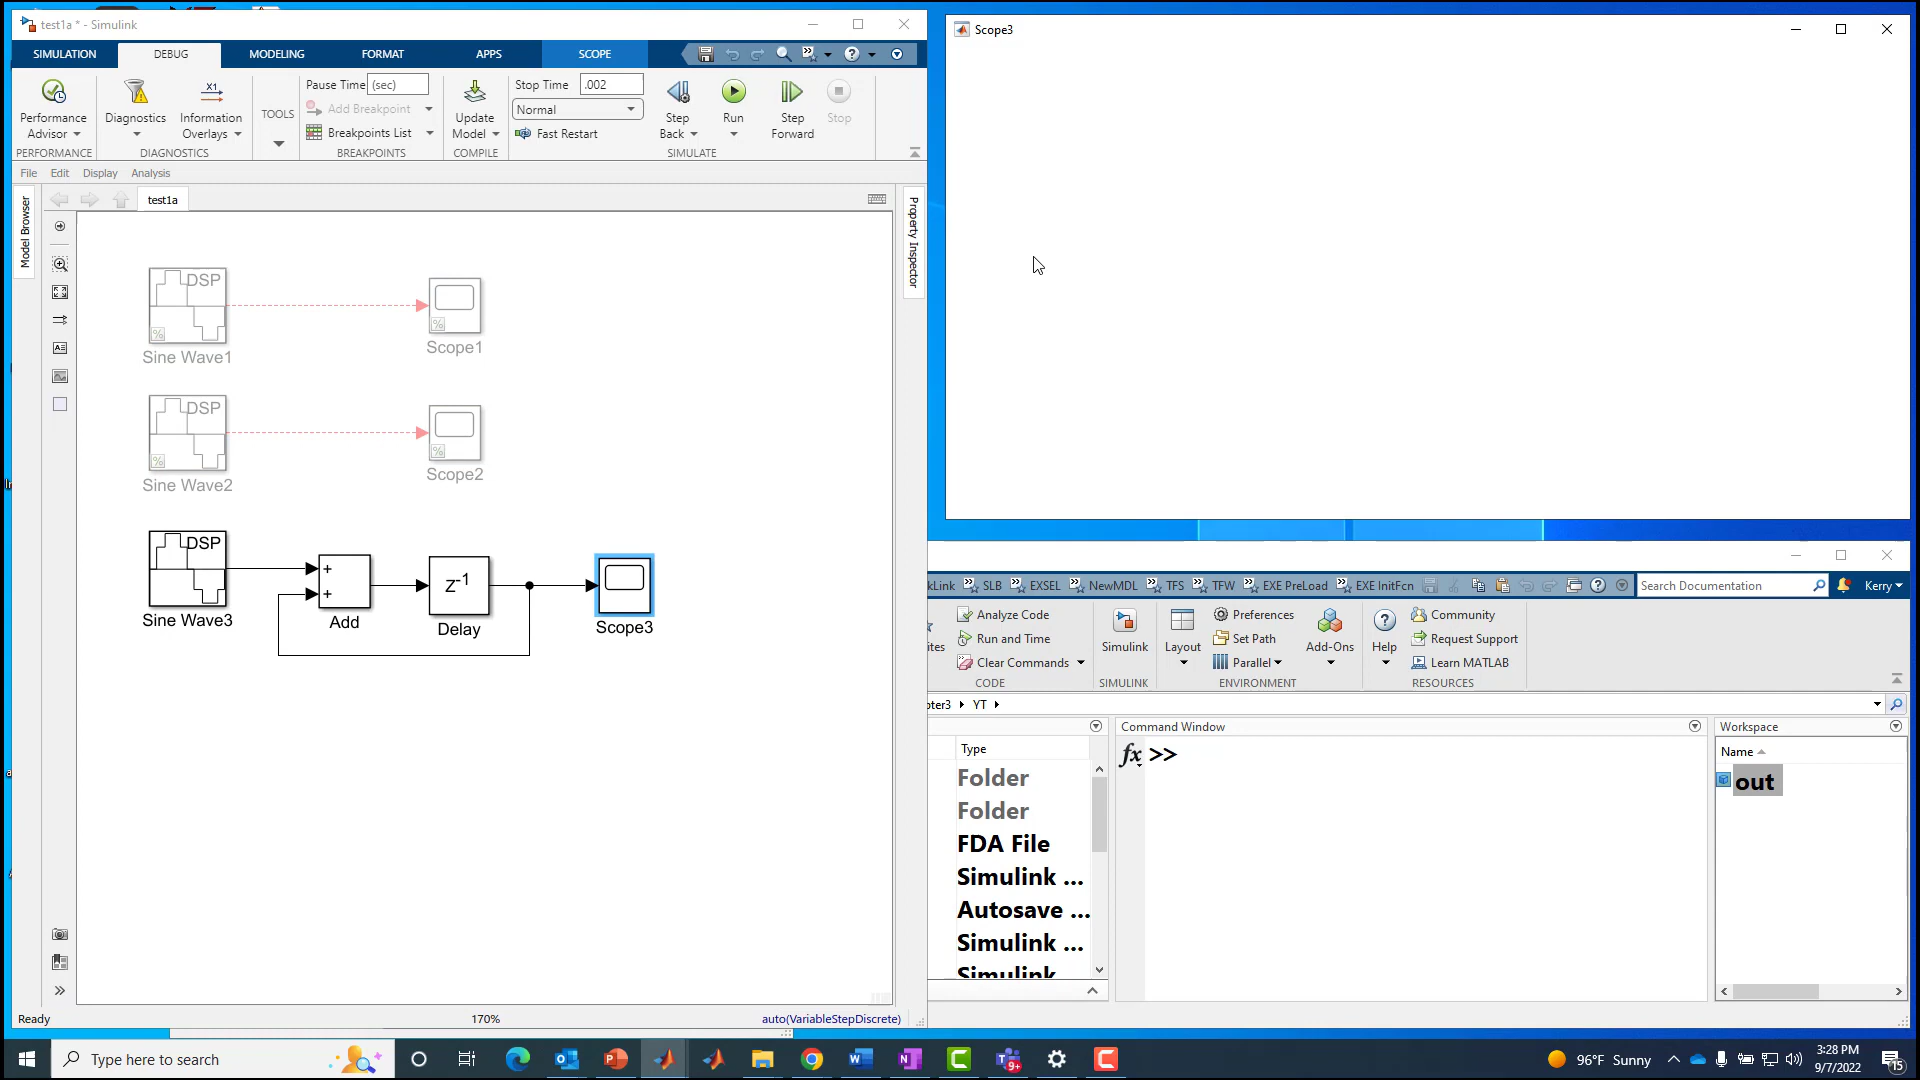 test1a * - Simulink
SIMULATION
DEBUG
MODELING
FORMAT
APPS
SCOPE
Performance Advisor
PERFORMANCE
Diagnostics
Information Overlays
DIAGNOSTICS
TOOLS
Pause Time (sec)
Add Breakpoint
Breakpoints List
BREAKPOINTS
Update Model
COMPILE
Stop Time .002
Normal
Fast Restart
Step Back
Run
Step Forward
Stop
SIMULATE
File Edit Display Analysis
Model Browser
test1a
Property Inspector
DSP
Sine Wave1
Scope1
DSP
Sine Wave2
Scope2
DSP
Sine Wave3
+
+
Add
Z-1
Delay
Scope3
Ready
170%
auto(VariableStepDiscrete)
Scope3
kLink SLB EXSEL NewMDL TFS TFW EXE PreLoad EXE InitFcn
Search Documentation
Kerry
ites
Analyze Code
Run and Time
Clear Commands
CODE
Simulink
SIMULINK
Layout
Preferences
Set Path
Parallel
Add-Ons
ENVIRONMENT
Help
Community
Request Support
Learn MATLAB
RESOURCES
pter3 YT
Type
Folder
Folder
FDA File
Simulink ...
Autosave ...
Simulink ...
Simulink
Command Window
fx >>
Workspace
Name
out
Type here to search
9+
96°F Sunny
3:28 PM
9/7/2022
15